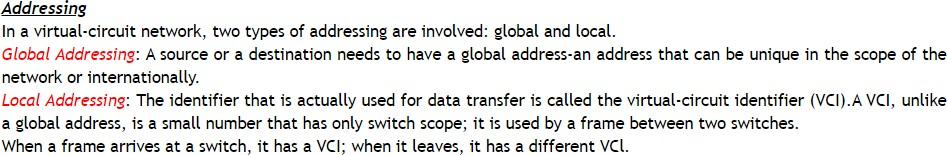 Addressing
In a virtual-circuit network, two types of addressing are involved: global and local.
Global Addressing: A source or a destination needs to have a global address-an address that can be unique in the scope of the
network or internationally.
Local Addressing: The identifier that is actually used for data transfer is called the virtual-circuit identifier (VCI).A VCI, unlike
a global address, is a small number that has only switch scope; it is used by a frame between two switches.
When a frame arrives at a switch, it has a VCI; when it leaves, it has a different VCl.